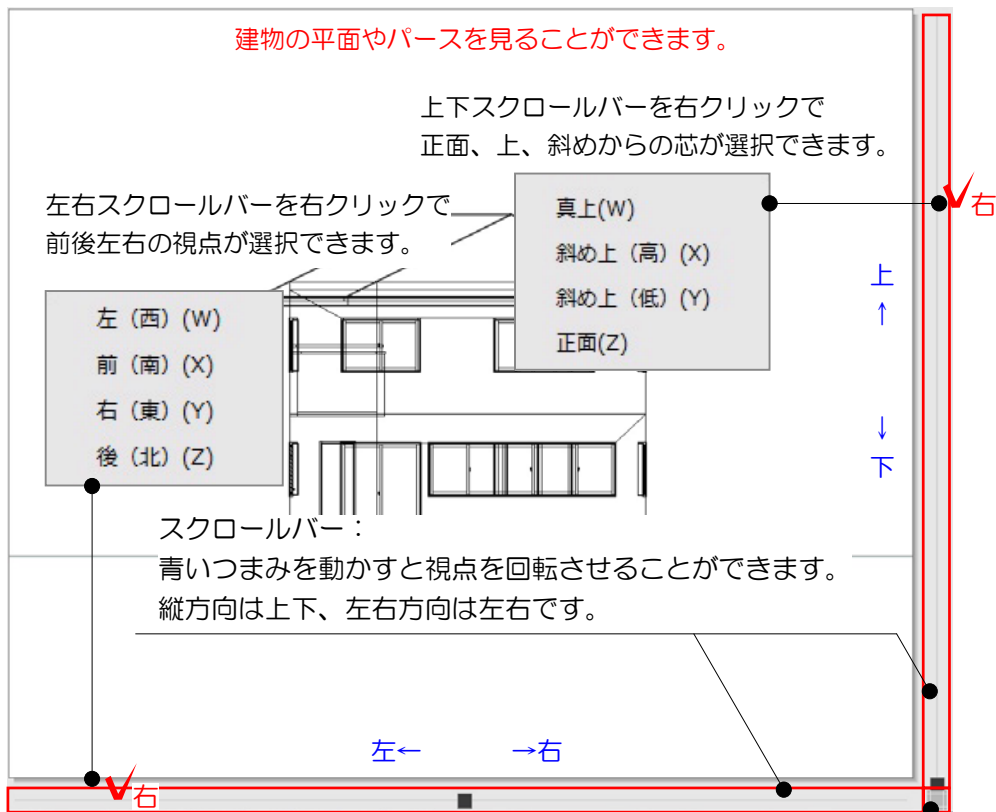 建物の平面やパースを見ることができます。
上下スクロールバーを右クリックで
正面、上、斜めからの芯が選択できます。
左右スクロールバーを右クリックで
前後左右の視点が選択できます。
真上(W)
斜め上（高）(X)
斜め上（低）(Y)
正面(Z)
右
上
↑
↓
下
左（西）(W)
前（南）(X)
右（東）(Y)
後（北）(Z)
スクロールバー：
青いつまみを動かすと視点を回転させることができます。
縦方向は上下、左右方向は左右です。
左← →右
右